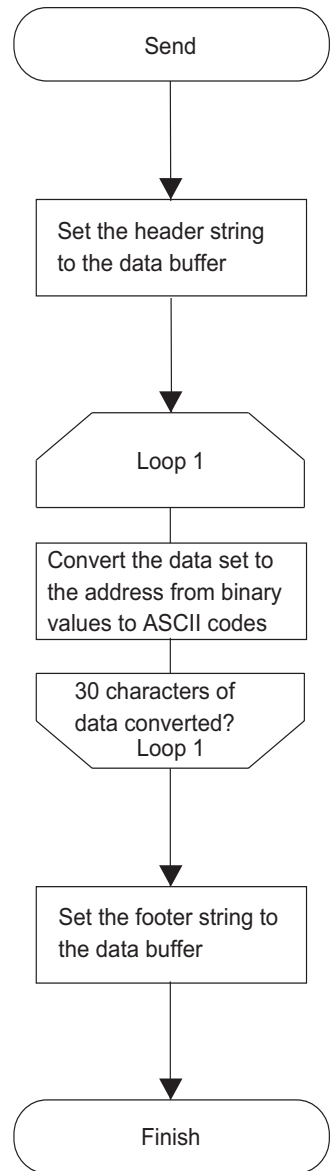 Send
Set the header string
to the data buffer
Loop 1
Convert the data set to
the address from binary
values to ASCII codes
30 characters of
data converted?
Loop 1
Set the footer string to
the data buffer
Finish